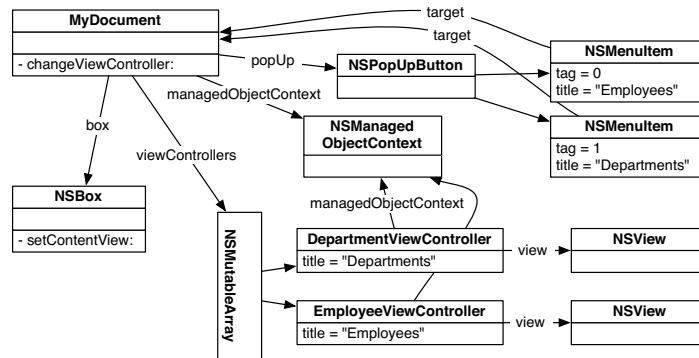 MyDocument
- changeViewController:
target
target
popUp
NSPopUpButton
NSMenuItem
tag = 0
title = "Employees"
managedObjectContext
NSMenuItem
tag = 1
title = "Departments"
box
NSManaged
ObjectContext
viewControllers
NSBox
- setContentView:
managedObjectContext
NSMutableArray
DepartmentViewController
title = "Departments"
view
NSView
EmployeeViewController
title = "Employees"
view
NSView